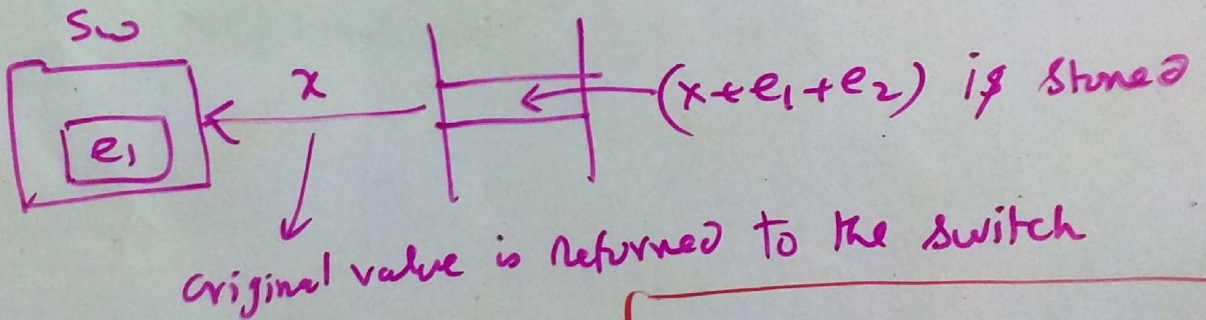 SW
x
(x+e₁+e₂) is stored
e₁
original value is returned to the switch